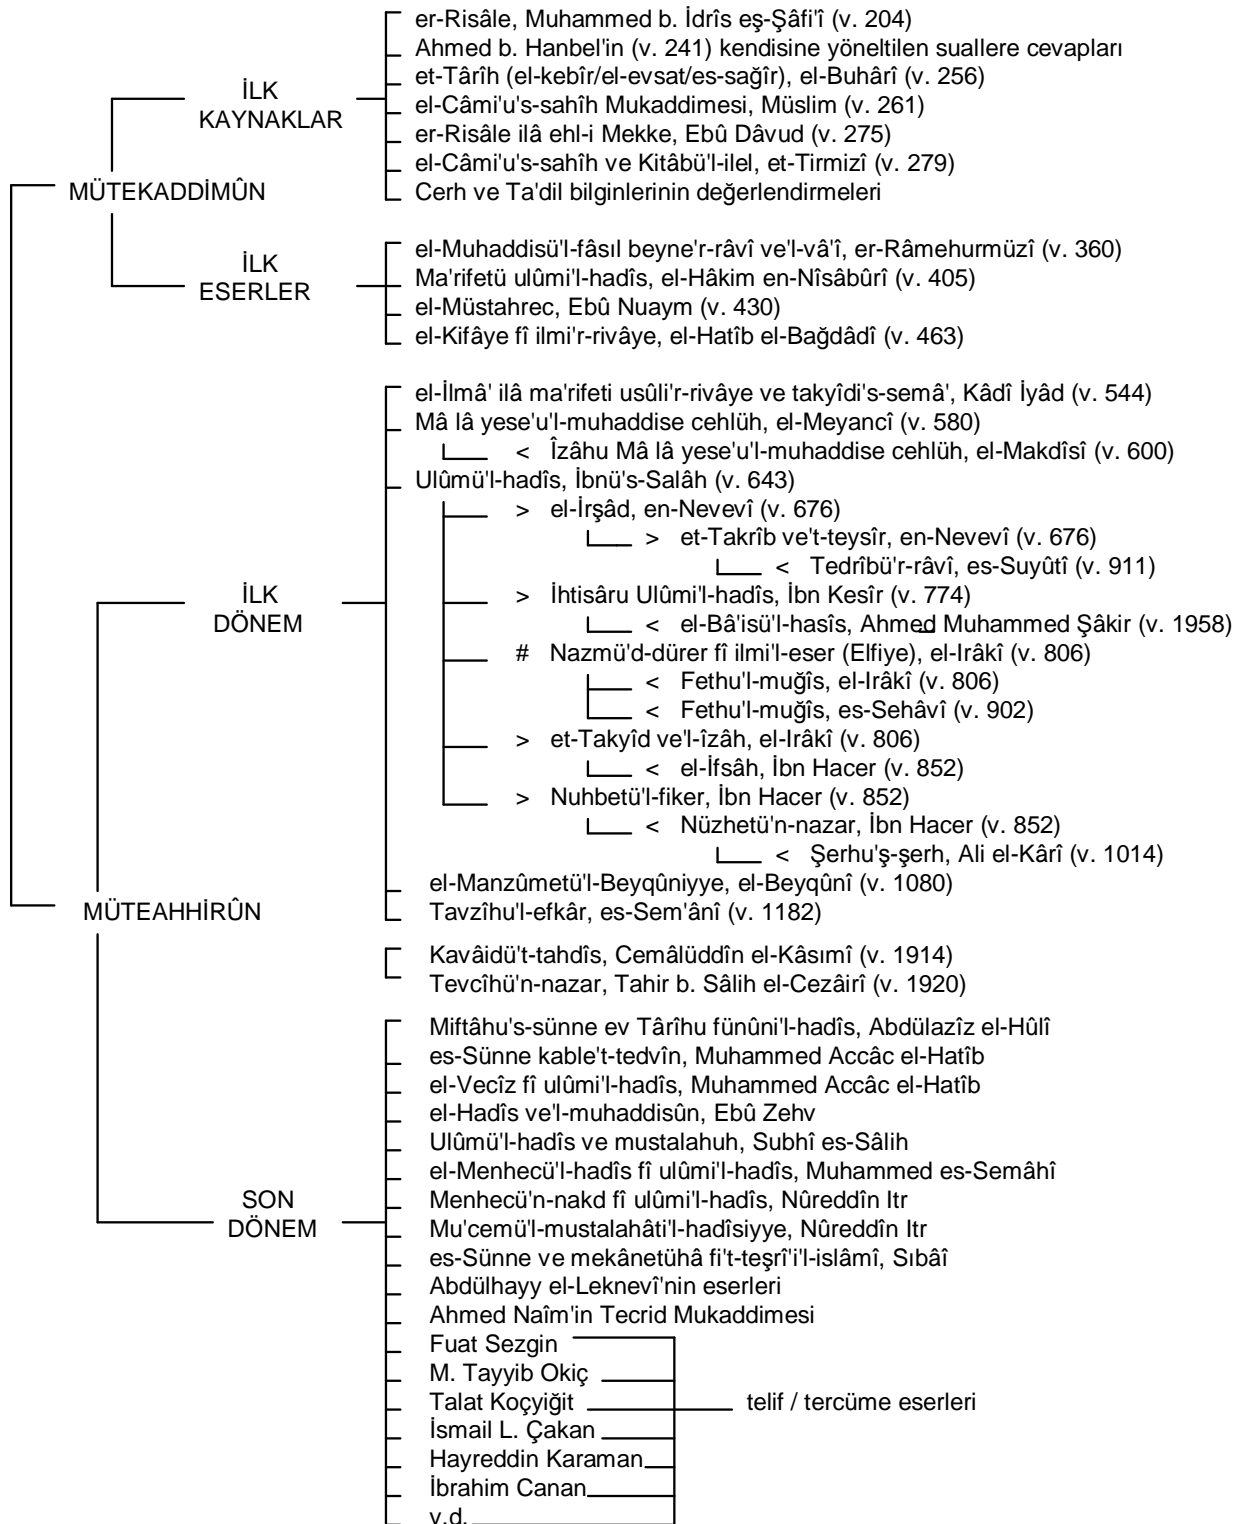 er-Risâle, Muhammed b. İdrîs eş-Şâfi'î (v. 204)
Ahmed b. Hanbel'in (v. 241) kendisine yöneltilen suallere cevapları
et-Târîh (el-kebîr/el-evsat/es-sağîr), el-Buhârî (v. 256)
İLK
KAYNAKLAR
el-Câmi'u's-sahîh Mukaddimesi, Müslim (v. 261)
er-Risâle ilâ ehl-i Mekke, Ebû Dâvud (v. 275)
el-Câmi'u's-sahîh ve Kitâbü'l-ilel, et-Tirmizî (v. 279)
MÜTEKADDİMÛN
Cerh ve Ta'dil bilginlerinin değerlendirmeleri
el-Muhaddisü'l-fâsıl beyne'r-râvî ve'l-vâ'î, er-Râmehurmüzî (v. 360)
İLK
ESERLER
Ma'rifetü ulûmi'l-hadîs, el-Hâkim en-Nîsâbûrî (v. 405)
el-Müstahrec, Ebû Nuaym (v. 430)
el-Kifâye fî ilmi'r-rivâye, el-Hatîb el-Bağdâdî (v. 463)
el-İlmâ' ilâ ma'rifeti usûli'r-rivâye ve takyîdi's-semâ', Kâdî İyâd (v. 544)
Mâ lâ yese'u'l-muhaddise cehlüh, el-Meyancî (v. 580)
< Îzâhu Mâ lâ yese'u'l-muhaddise cehlüh, el-Makdîsî (v. 600)
Ulûmü'l-hadîs, İbnü's-Salâh (v. 643)
> el-İrşâd, en-Nevevî (v. 676)
> et-Takrîb ve't-teysîr, en-Nevevî (v. 676)
< Tedrîbü'r-râvî, es-Suyûtî (v. 911)
İLK
DÖNEM
> İhtisâru Ulûmi'l-hadîs, İbn Kesîr (v. 774)
< el-Bâ'isü'l-hasîs, Ahmed Muhammed Şâkir (v. 1958)
# Nazmü'd-dürer fî ilmi'l-eser (Elfiye), el-Irâkî (v. 806)
< Fethu'l-muğîs, el-Irâkî (v. 806)
< Fethu'l-muğîs, es-Sehâvî (v. 902)
> et-Takyîd ve'l-îzâh, el-Irâkî (v. 806)
< el-İfsâh, İbn Hacer (v. 852)
> Nuhbetü'l-fiker, İbn Hacer (v. 852)
< Nüzhetü'n-nazar, İbn Hacer (v. 852)
< Şerhu'ş-şerh, Ali el-Kârî (v. 1014)
el-Manzûmetü'l-Beyqûniyye, el-Beyqûnî (v. 1080)
MÜTEAHHİRÛN
Tavzîhu'l-efkâr, es-Sem'ânî (v. 1182)
Kavâidü't-tahdîs, Cemâlüddîn el-Kâsımî (v. 1914)
Tevcîhü'n-nazar, Tahir b. Sâlih el-Cezâirî (v. 1920)
Miftâhu's-sünne ev Târîhu fünûni'l-hadîs, Abdülazîz el-Hûlî
es-Sünne kable't-tedvîn, Muhammed Accâc el-Hatîb
el-Vecîz fî ulûmi'l-hadîs, Muhammed Accâc el-Hatîb
el-Hadîs ve'l-muhaddisûn, Ebû Zehv
Ulûmü'l-hadîs ve mustalahuh, Subhî es-Sâlih
el-Menhecü'l-hadîs fî ulûmi'l-hadîs, Muhammed es-Semâhî
SON
DÖNEM
Menhecü'n-nakd fî ulûmi'l-hadîs, Nûreddîn Itr
Mu'cemü'l-mustalahâti'l-hadîsiyye, Nûreddîn Itr
es-Sünne ve mekânetühâ fi't-teşrî'i'l-islâmî, Sıbâî
Abdülhayy el-Leknevî'nin eserleri
Ahmed Naîm'in Tecrid Mukaddimesi
Fuat Sezgin
M. Tayyib Okiç
Talat Koçyiğit
telif / tercüme eserleri
İsmail L. Çakan
Hayreddin Karaman
İbrahim Canan
v.d.